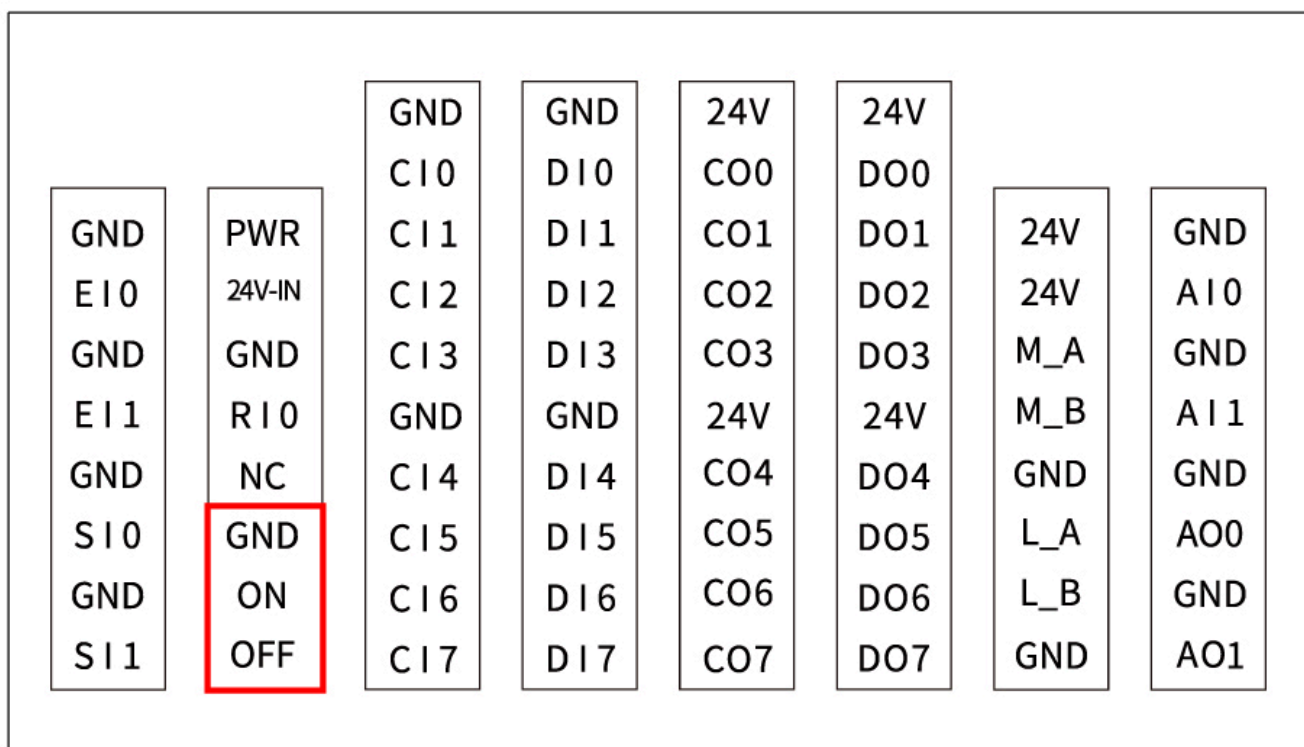 GND
EI0
GND
EI1
GND
SI0
GND
SI1
PWR
24V-IN
GND
RI0
NC
GND
ON
OFF
GND
CI0
CI1
CI2
CI3
GND
CI4
CI5
CI6
CI7
GND
DI0
DI1
DI2
DI3
GND
DI4
DI5
DI6
DI7
24V
CO0
CO1
CO2
CO3
24V
CO4
CO5
CO6
CO7
24V
DO0
DO1
DO2
DO3
24V
DO4
DO5
DO6
DO7
24V
24V
M_A
M_B
GND
L_A
L_B
GND
GND
AI0
GND
AI1
GND
AO0
GND
AO1